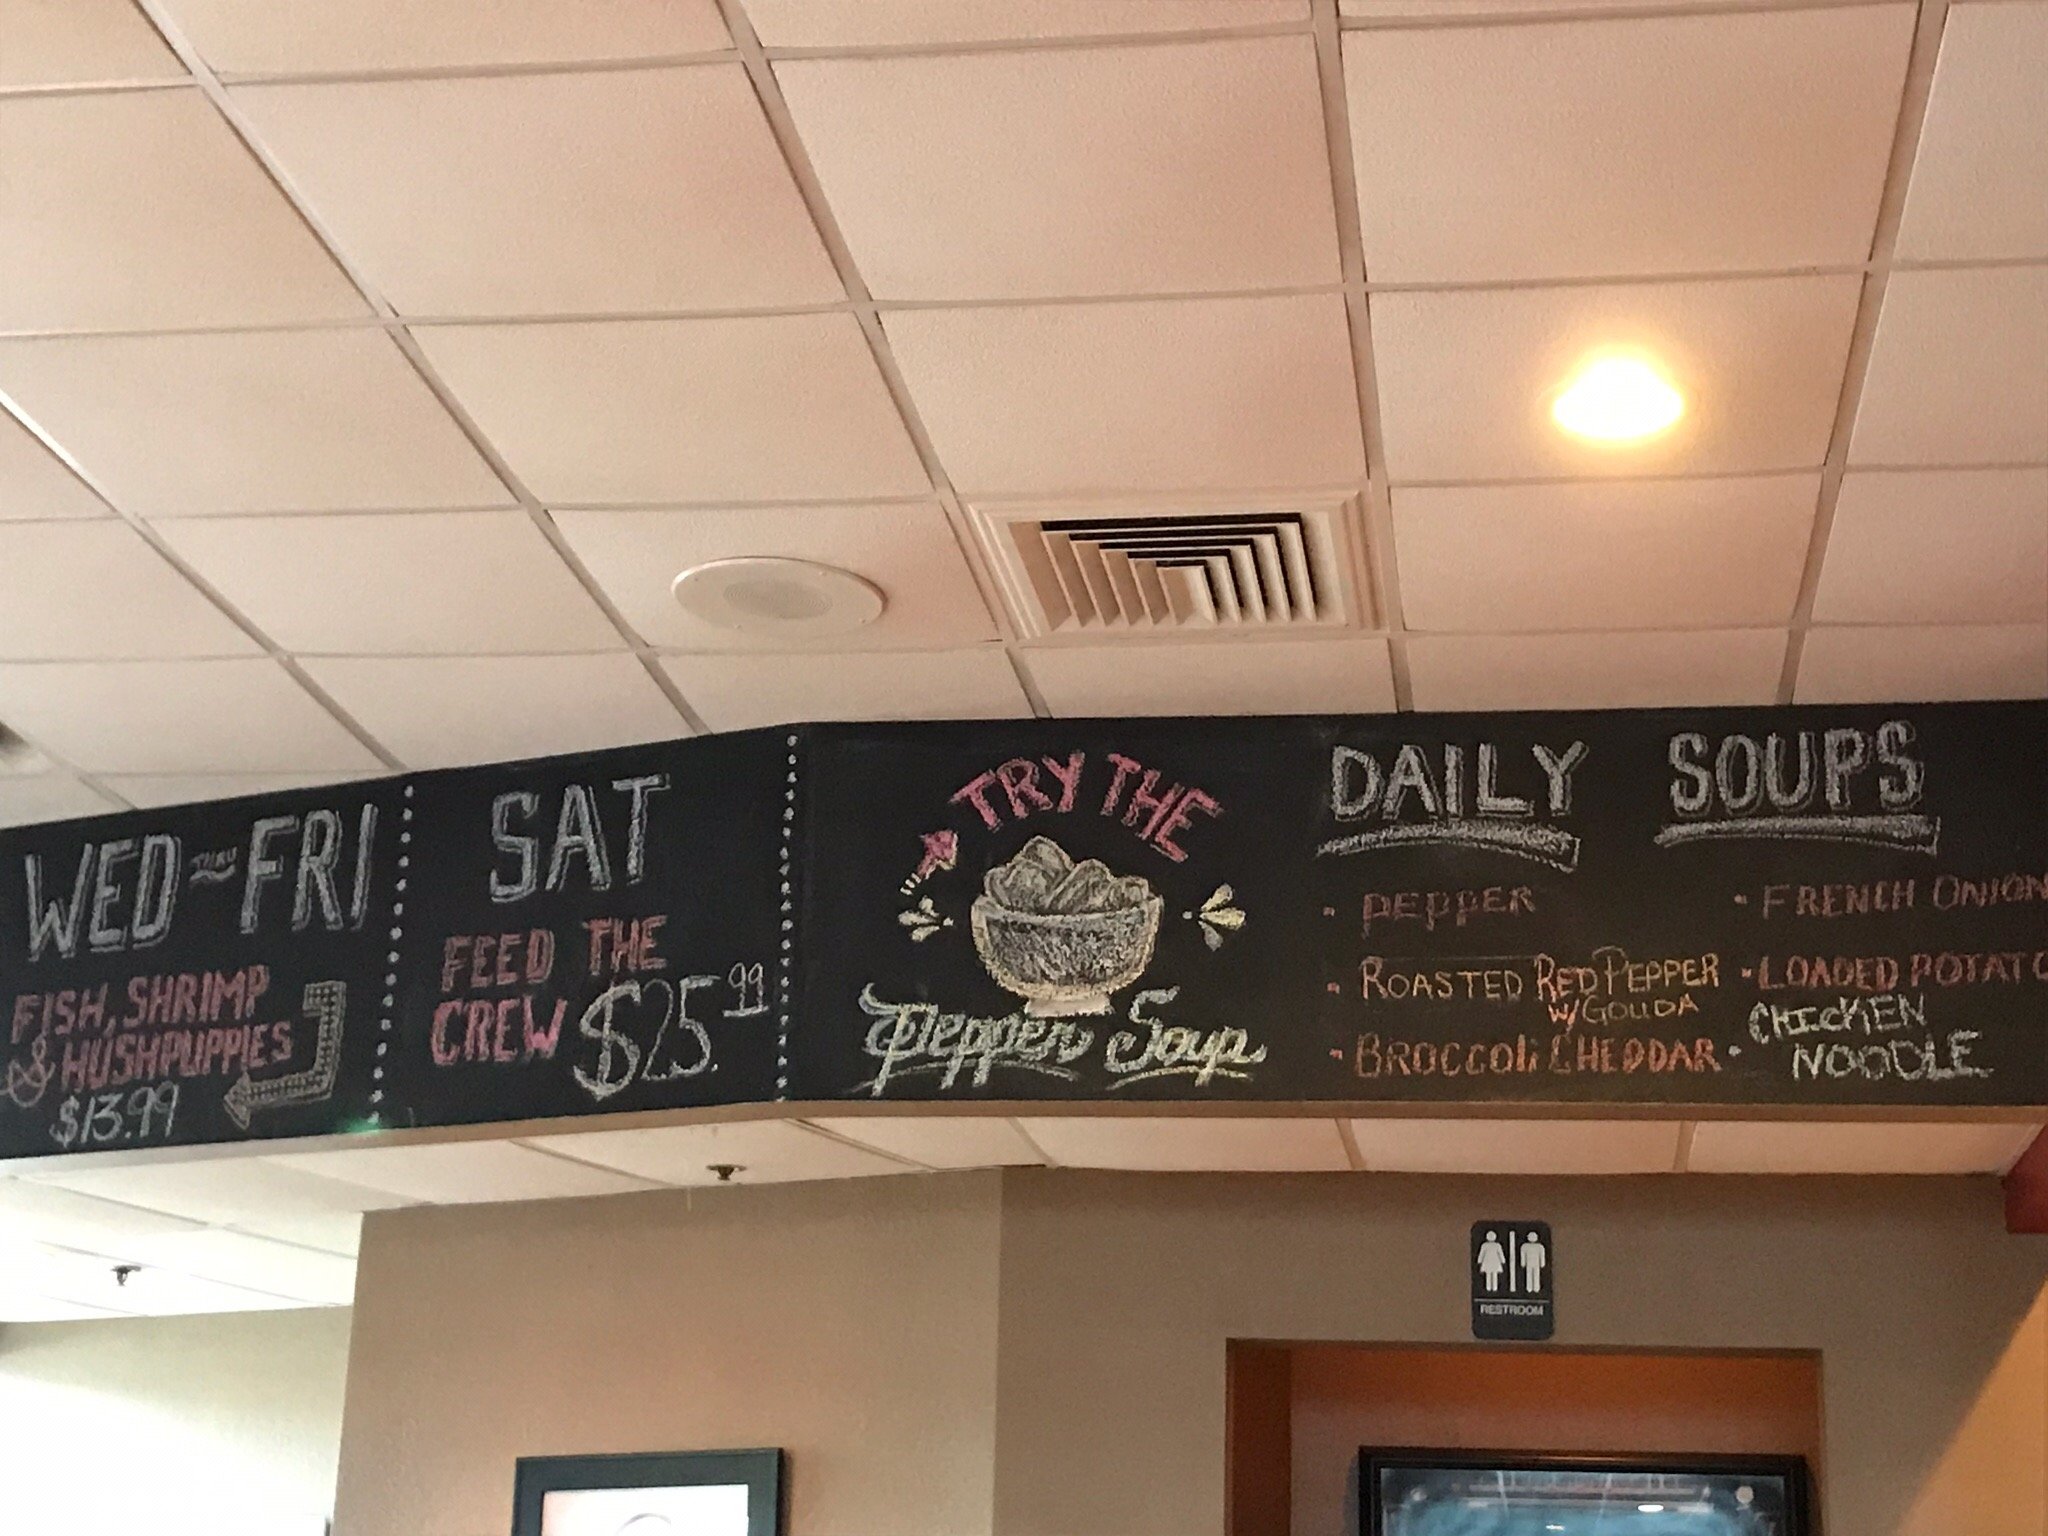 WED THRU FRI
FISH, SHRIMP
& HUSHPUPPIES
$13.99
SAT
FEED THE
CREW $25.99
TRY THE
Pepper Soup
DAILY SOUPS
• PEPPER
• ROASTED RED PEPPER
W/GOUDA
• BROCCOLI CHEDDAR
• FRENCH ONION
• LOADED POTATO
• CHICKEN
NOODLE
RESTROOM